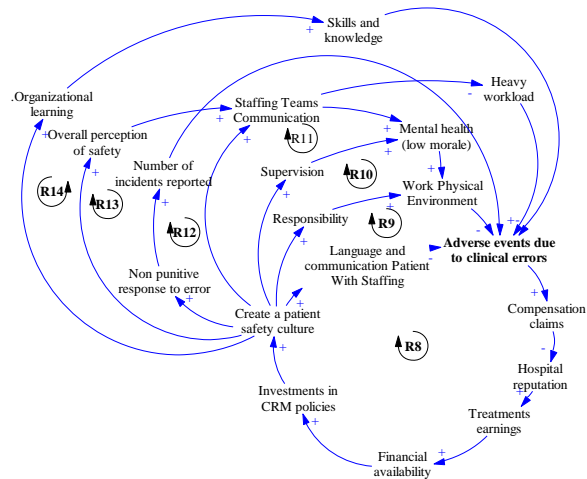 Skills and
knowledge
.Organizational
learning
Staffing Teams
Communication
Heavy
workload
Overall perception
of safety
Mental health
(low morale)
R11
Number of
incidents reported
Supervision
R10
Work Physical
Environment
R14
R13
R12
Responsibility
R9
Language and
communication Patient
With Staffing
Adverse events due
to clinical errors
Non punitive
response to error
Create a patient
safety culture
Compensation
claims
R8
Hospital
reputation
Investments in
CRM policies
Treatments
earnings
Financial
availability